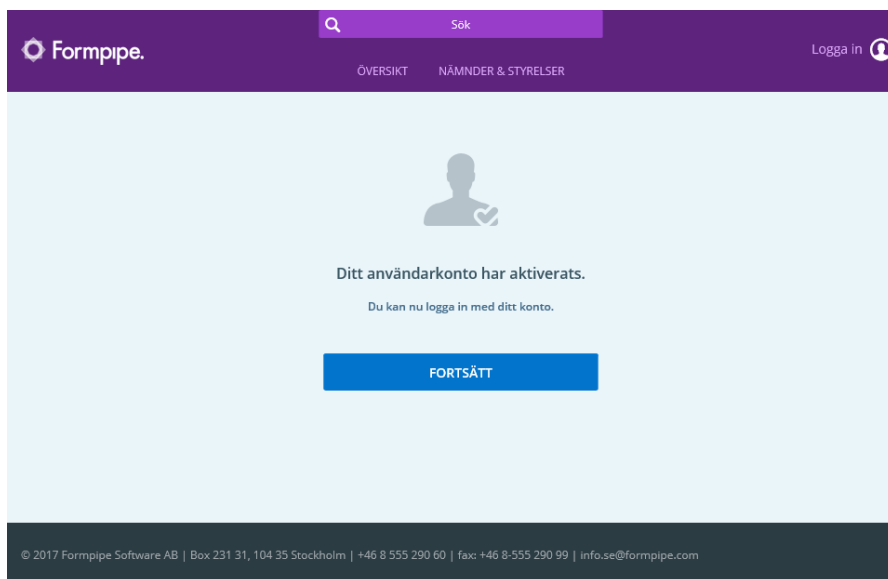 Sök
Formpipe.
Logga in
ÖVERSIKT NÄMNDER & STYRELSER
Ditt användarkonto har aktiverats.
Du kan nu logga in med ditt konto.
FORTSÄTT
© 2017 Formpipe Software AB | Box 231 31, 104 35 Stockholm | +46 8 555 290 60 | fax: +46 8-555 290 99 | info.se@formpipe.com